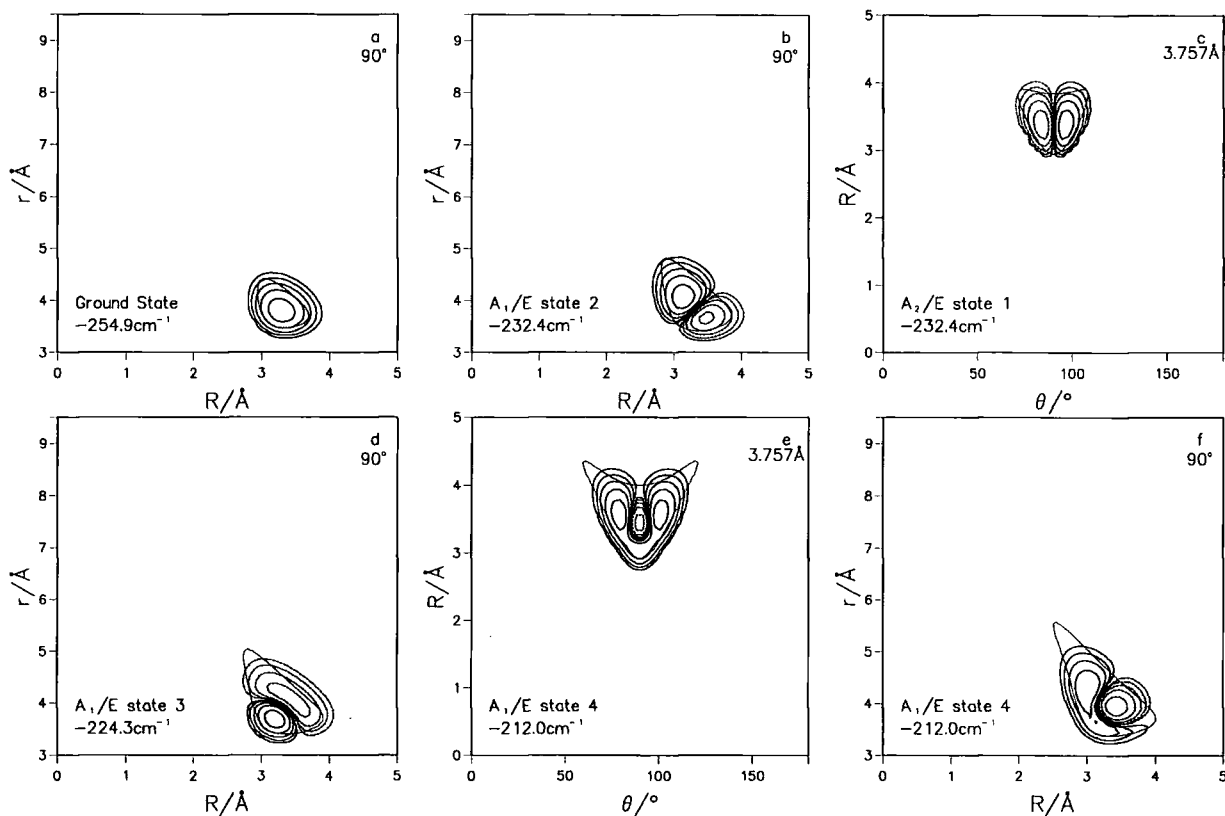 a
90°
Ground State
−254.9cm⁻¹
9
8
7
6
5
4
3
r/Å
0
1
2
3
4
5
R/Å
b
90°
A₁/E state 2
−232.4cm⁻¹
9
8
7
6
5
4
3
r/Å
0
1
2
3
4
5
R/Å
c
3.757Å
A₂/E state 1
−232.4cm⁻¹
5
4
3
2
1
0
R/Å
0
50
100
150
θ/°
d
90°
A₁/E state 3
−224.3cm⁻¹
9
8
7
6
5
4
3
r/Å
0
1
2
3
4
5
R/Å
e
3.757Å
A₁/E state 4
−212.0cm⁻¹
5
4
3
2
1
0
R/Å
0
50
100
150
θ/°
f
90°
A₁/E state 4
−212.0cm⁻¹
9
8
7
6
5
4
3
r/Å
0
1
2
3
4
5
R/Å